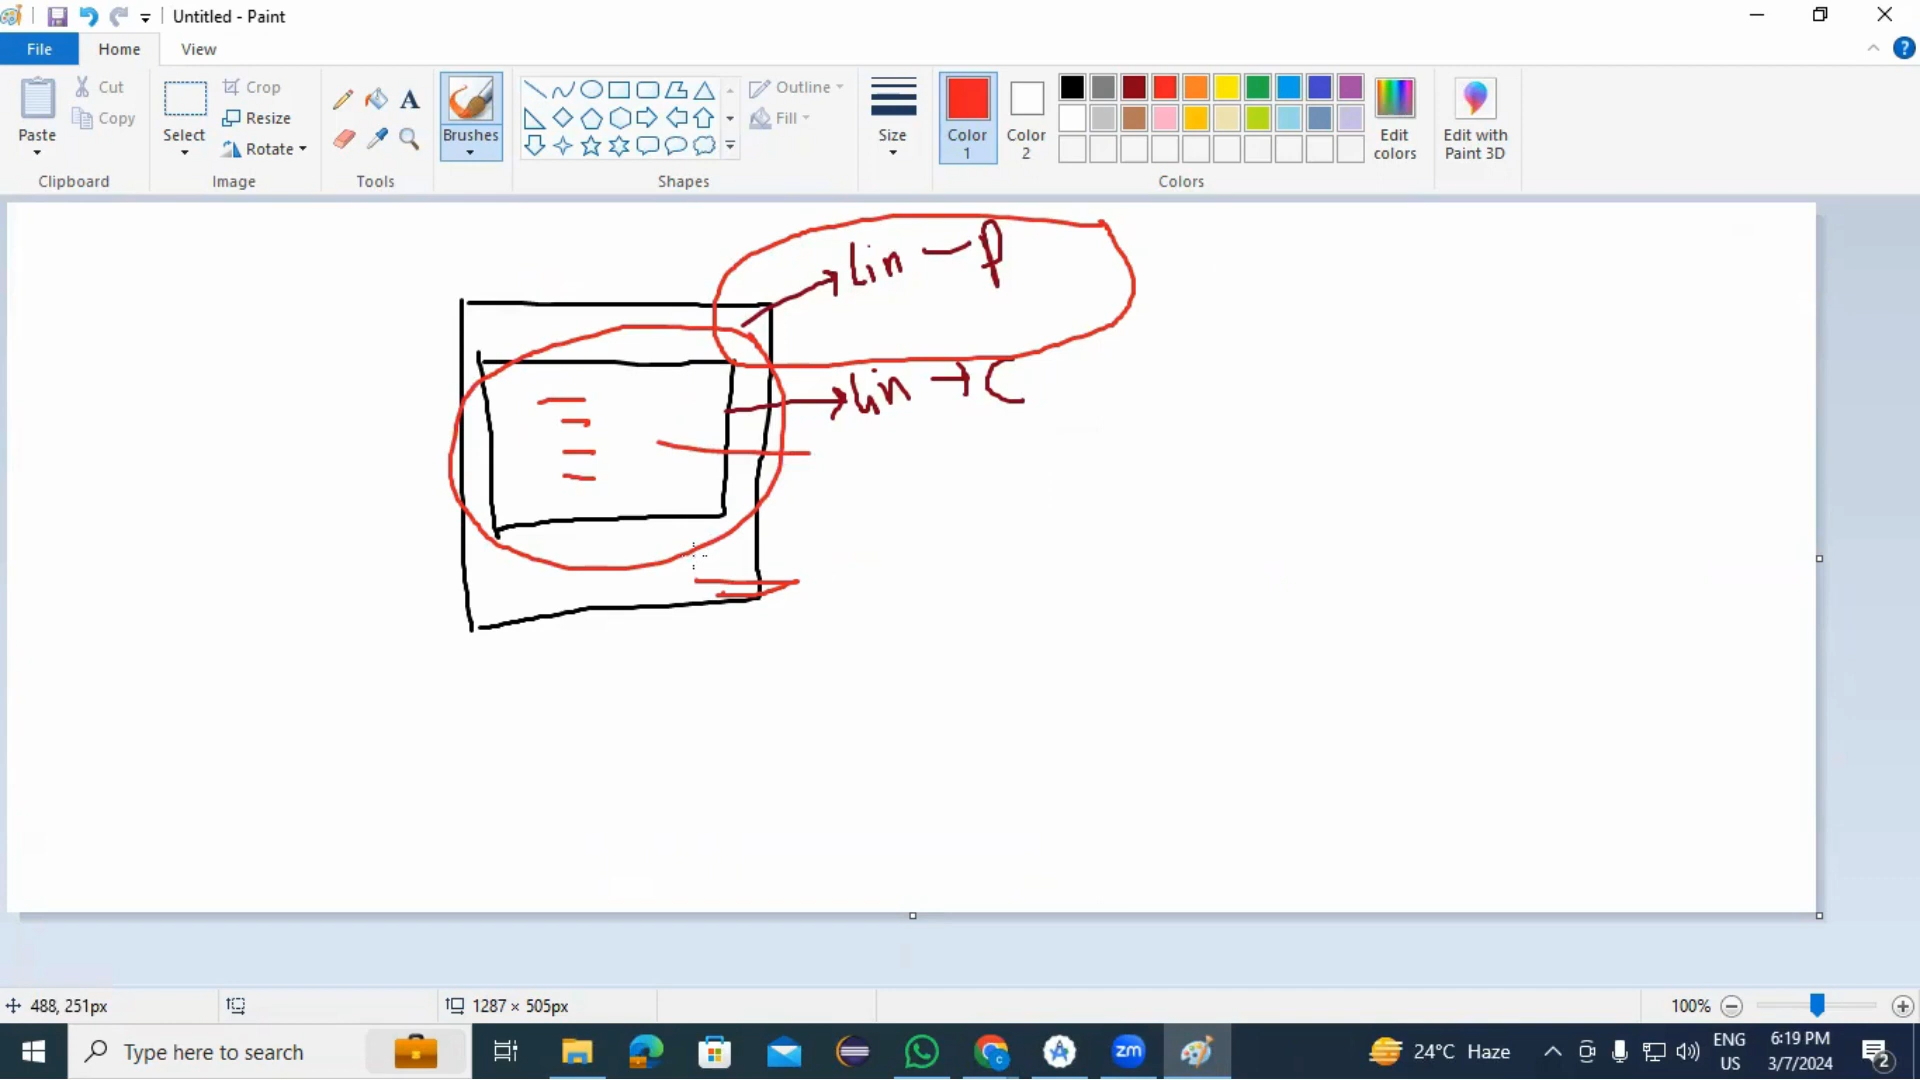 Untitled - Paint
File Home View
Paste
Cut
Copy
Clipboard
Select
Crop
Resize
Rotate
Image
A
Tools
Brushes
Shapes
Outline
Fill
Size
Color 1
Color 2
Edit colors
Colors
Edit with Paint 3D
?
Lin — P
Lin → C
488, 251px
1287 × 505px
100%
Type here to search
zm
24°C Haze
ENG
US
6:19 PM
3/7/2024
2